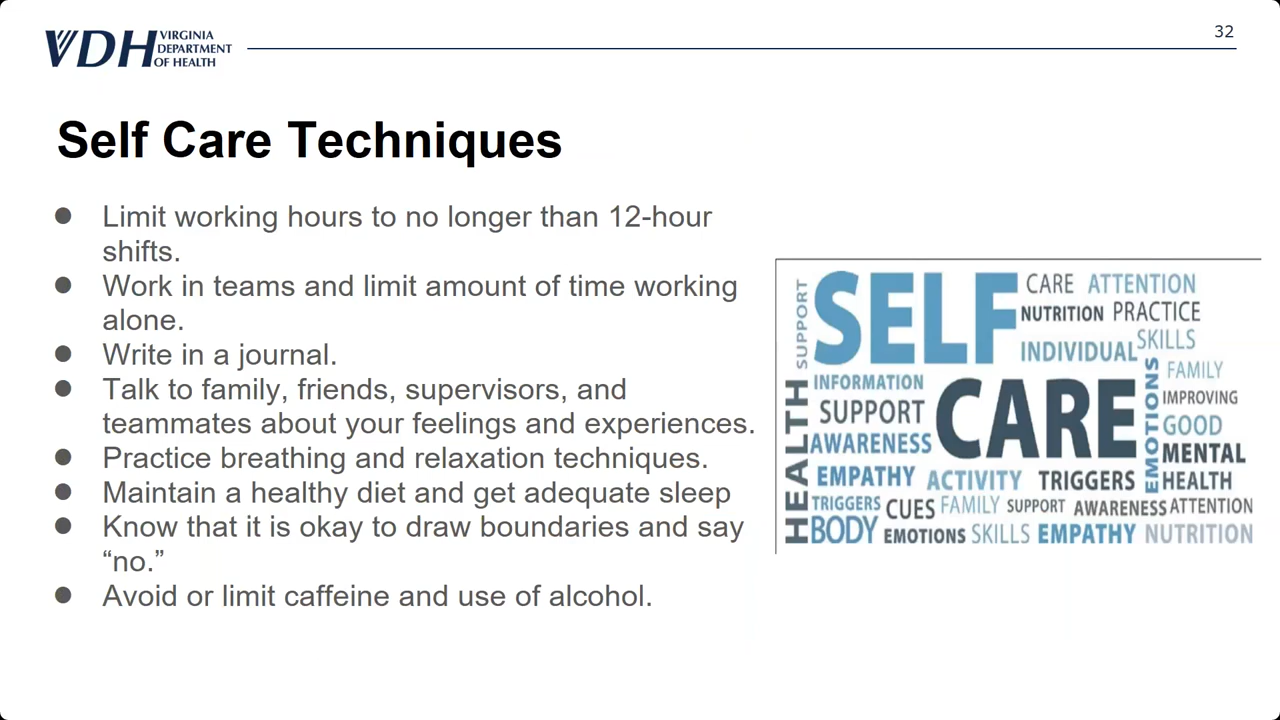 VDH VIRGINIA
DEPARTMENT
OF HEALTH
32
Self Care Techniques
● Limit working hours to no longer than 12-hour
shifts.
● Work in teams and limit amount of time working
alone.
● Write in a journal.
● Talk to family, friends, supervisors, and
teammates about your feelings and experiences.
● Practice breathing and relaxation techniques.
● Maintain a healthy diet and get adequate sleep
● Know that it is okay to draw boundaries and say
“no.”
● Avoid or limit caffeine and use of alcohol.
SUPPORT
SELF
CARE ATTENTION
NUTRITION PRACTICE
INDIVIDUAL SKILLS
HEALTH
INFORMATION
SUPPORT
AWARENESS
CARE
EMOTIONS
FAMILY
IMPROVING
GOOD
MENTAL
EMPATHY ACTIVITY TRIGGERS HEALTH
TRIGGERS CUES FAMILY SUPPORT AWARENESS ATTENTION
BODY EMOTIONS SKILLS EMPATHY NUTRITION